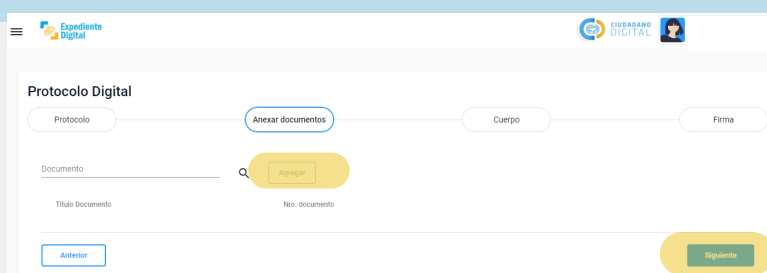 Expediente
Digital
CIUDADANO
DIGITAL
Protocolo Digital
Protocolo
Anexar documentos
Cuerpo
Firma
Documento
Agregar
Título Documento
Nro. documento
Anterior
Siguiente